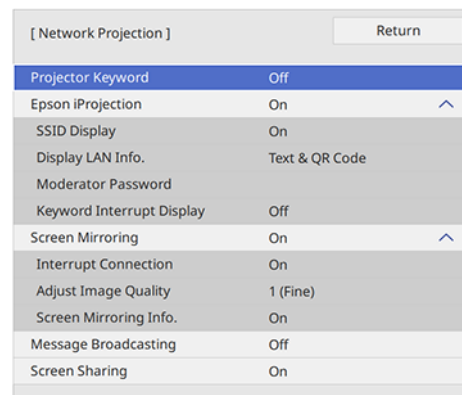 [ Network Projection ] Return
Projector Keyword Off
Epson iProjection On
SSID Display On
Display LAN Info. Text & QR Code
Moderator Password
Keyword Interrupt Display Off
Screen Mirroring On
Interrupt Connection On
Adjust Image Quality 1 (Fine)
Screen Mirroring Info. On
Message Broadcasting Off
Screen Sharing On